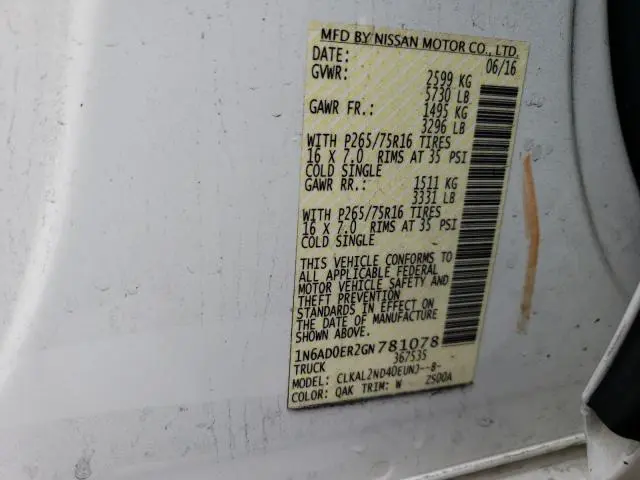 MFD BY NISSAN MOTOR CO., LTD.
DATE: 06/16
GVWR: 2599 KG
5730 LB
GAWR FR.: 1495 KG
3296 LB
WITH P265/75R16 TIRES
16 X 7.0 RIMS AT 35 PSI
COLD SINGLE
GAWR RR.: 1511 KG
3331 LB
WITH P265/75R16 TIRES
16 X 7.0 RIMS AT 35 PSI
COLD SINGLE
THIS VEHICLE CONFORMS TO
ALL APPLICABLE FEDERAL
MOTOR VEHICLE SAFETY AND
THEFT PREVENTION
STANDARDS IN EFFECT ON
THE DATE OF MANUFACTURE
SHOWN ABOVE.
1N6AD0ER2GN781078
TRUCK 367535
MODEL: CLKAL2ND40EUNJ--8-
COLOR: QAK TRIM: W ZS00A